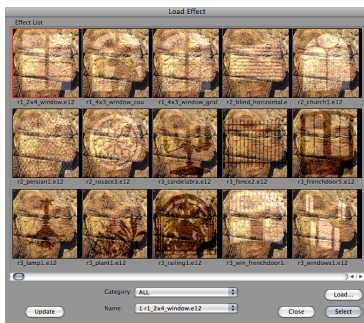 Load Effect
Effect List
r1_2x4_window.e12 r1_4x3_window_cou r1_4x3_window_grid r2_blind_horizontal.e r2_church1.e12
r2_persian1.e12 r2_rosace3.e12 r3_candelabra.e12 r3_fence2.e12 r3_frenchdoor5.e12
r3_lamp1.e12 r3_plant1.e12 r3_railing1.e12 r3_win_frenchdoor1. r3_windows1.e12
Category: ALL Load...
Update Name: 1 r1_2x4_window.e12 Close Select